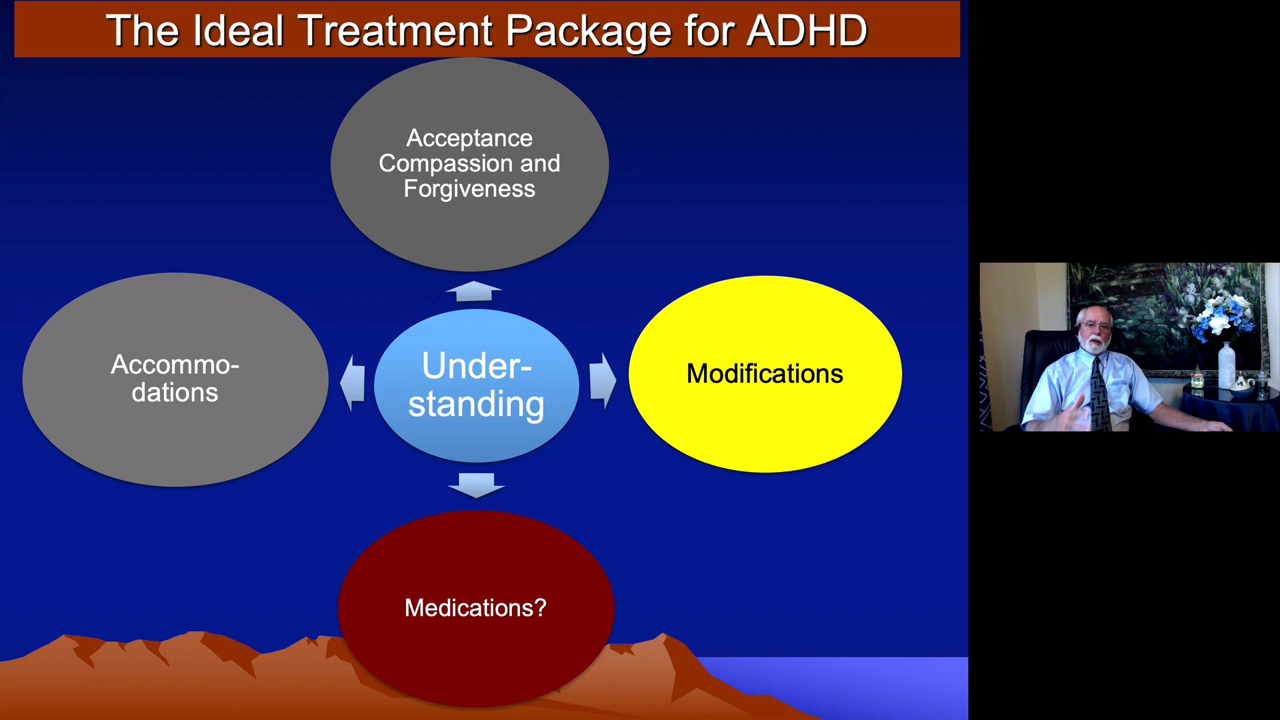 The Ideal Treatment Package for ADHD
Acceptance
Compassion and
Forgiveness
Accommo-
dations
Under-
standing
Modifications
Medications?